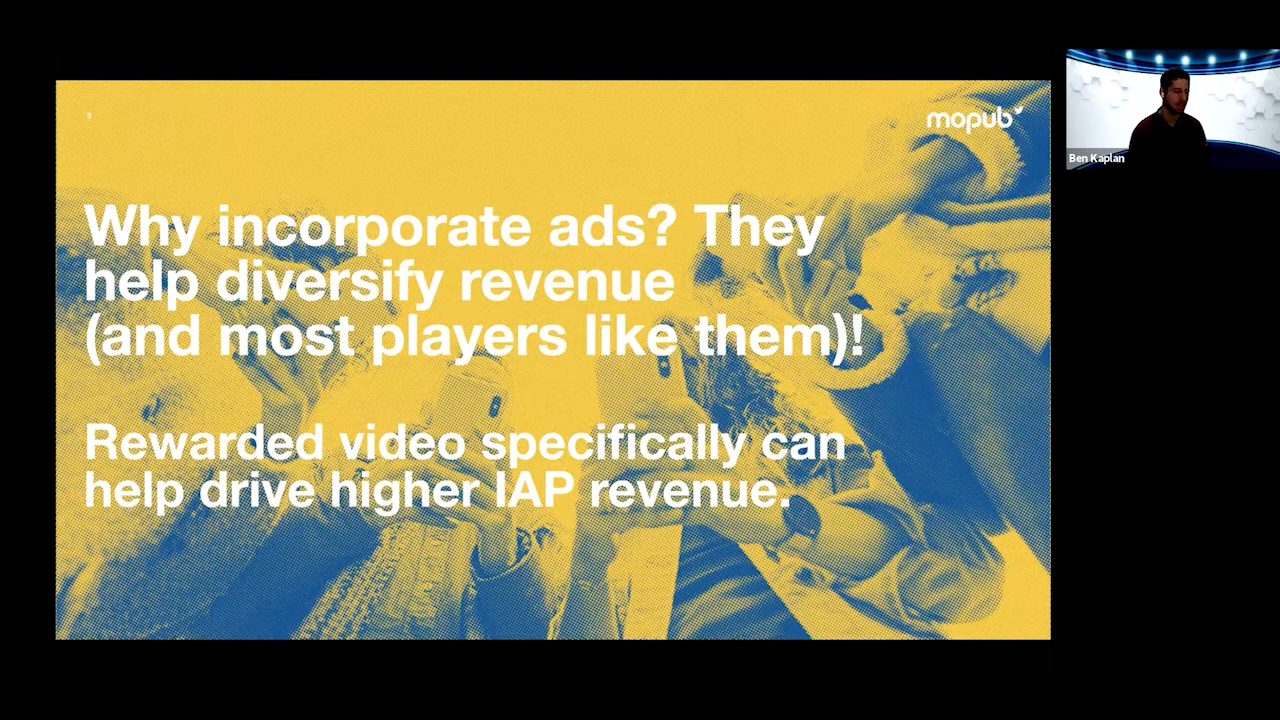 3
mopub
Why incorporate ads? They
help diversify revenue
(and most players like them)!
Rewarded video specifically can
help drive higher IAP revenue.
Ben Kaplan